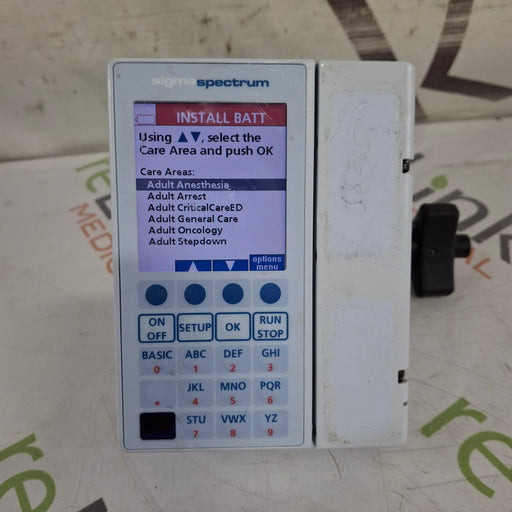 sigmaspectrum
INSTALL BATT
Using ▲▼, select the
Care Area and push OK
Care Areas:
Adult Anesthesia
Adult Arrest
Adult CriticalCareED
Adult General Care
Adult Oncology
Adult Stepdown
▲ ▼ options
menu
ON
OFF
SETUP
OK
RUN
STOP
BASIC ABC DEF GHI
0 1 2 3
JKL MNO PQR
. 4 5 6
STU VWX YZ
7 8 9
MEDICAL